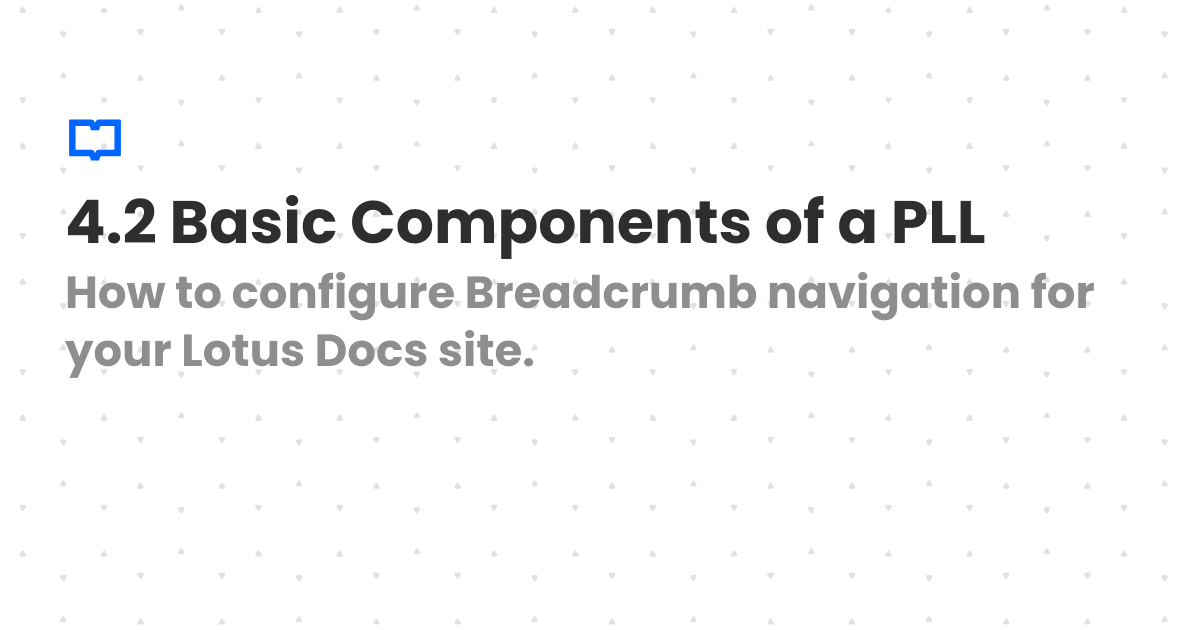 4.2 Basic Components of a PLL
How to configure Breadcrumb navigation for
your Lotus Docs site.